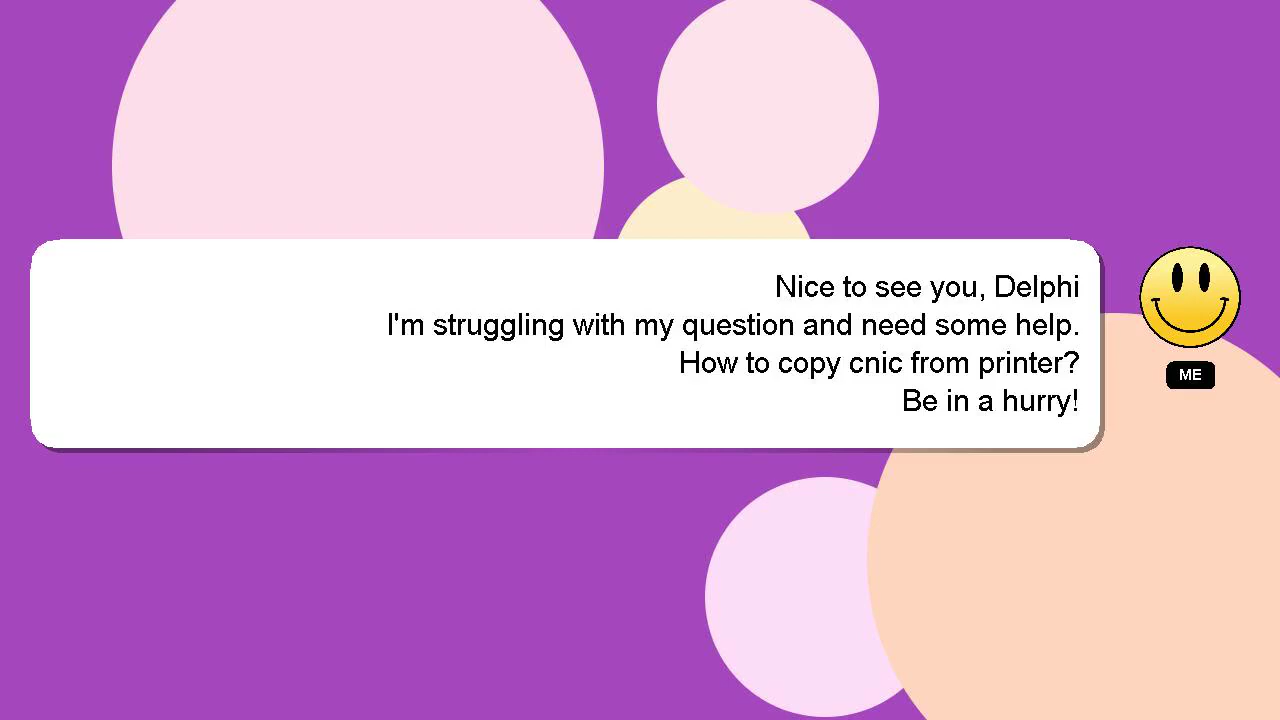 Nice to see you, Delphi
I'm struggling with my question and need some help.
How to copy cnic from printer?
Be in a hurry!
ME